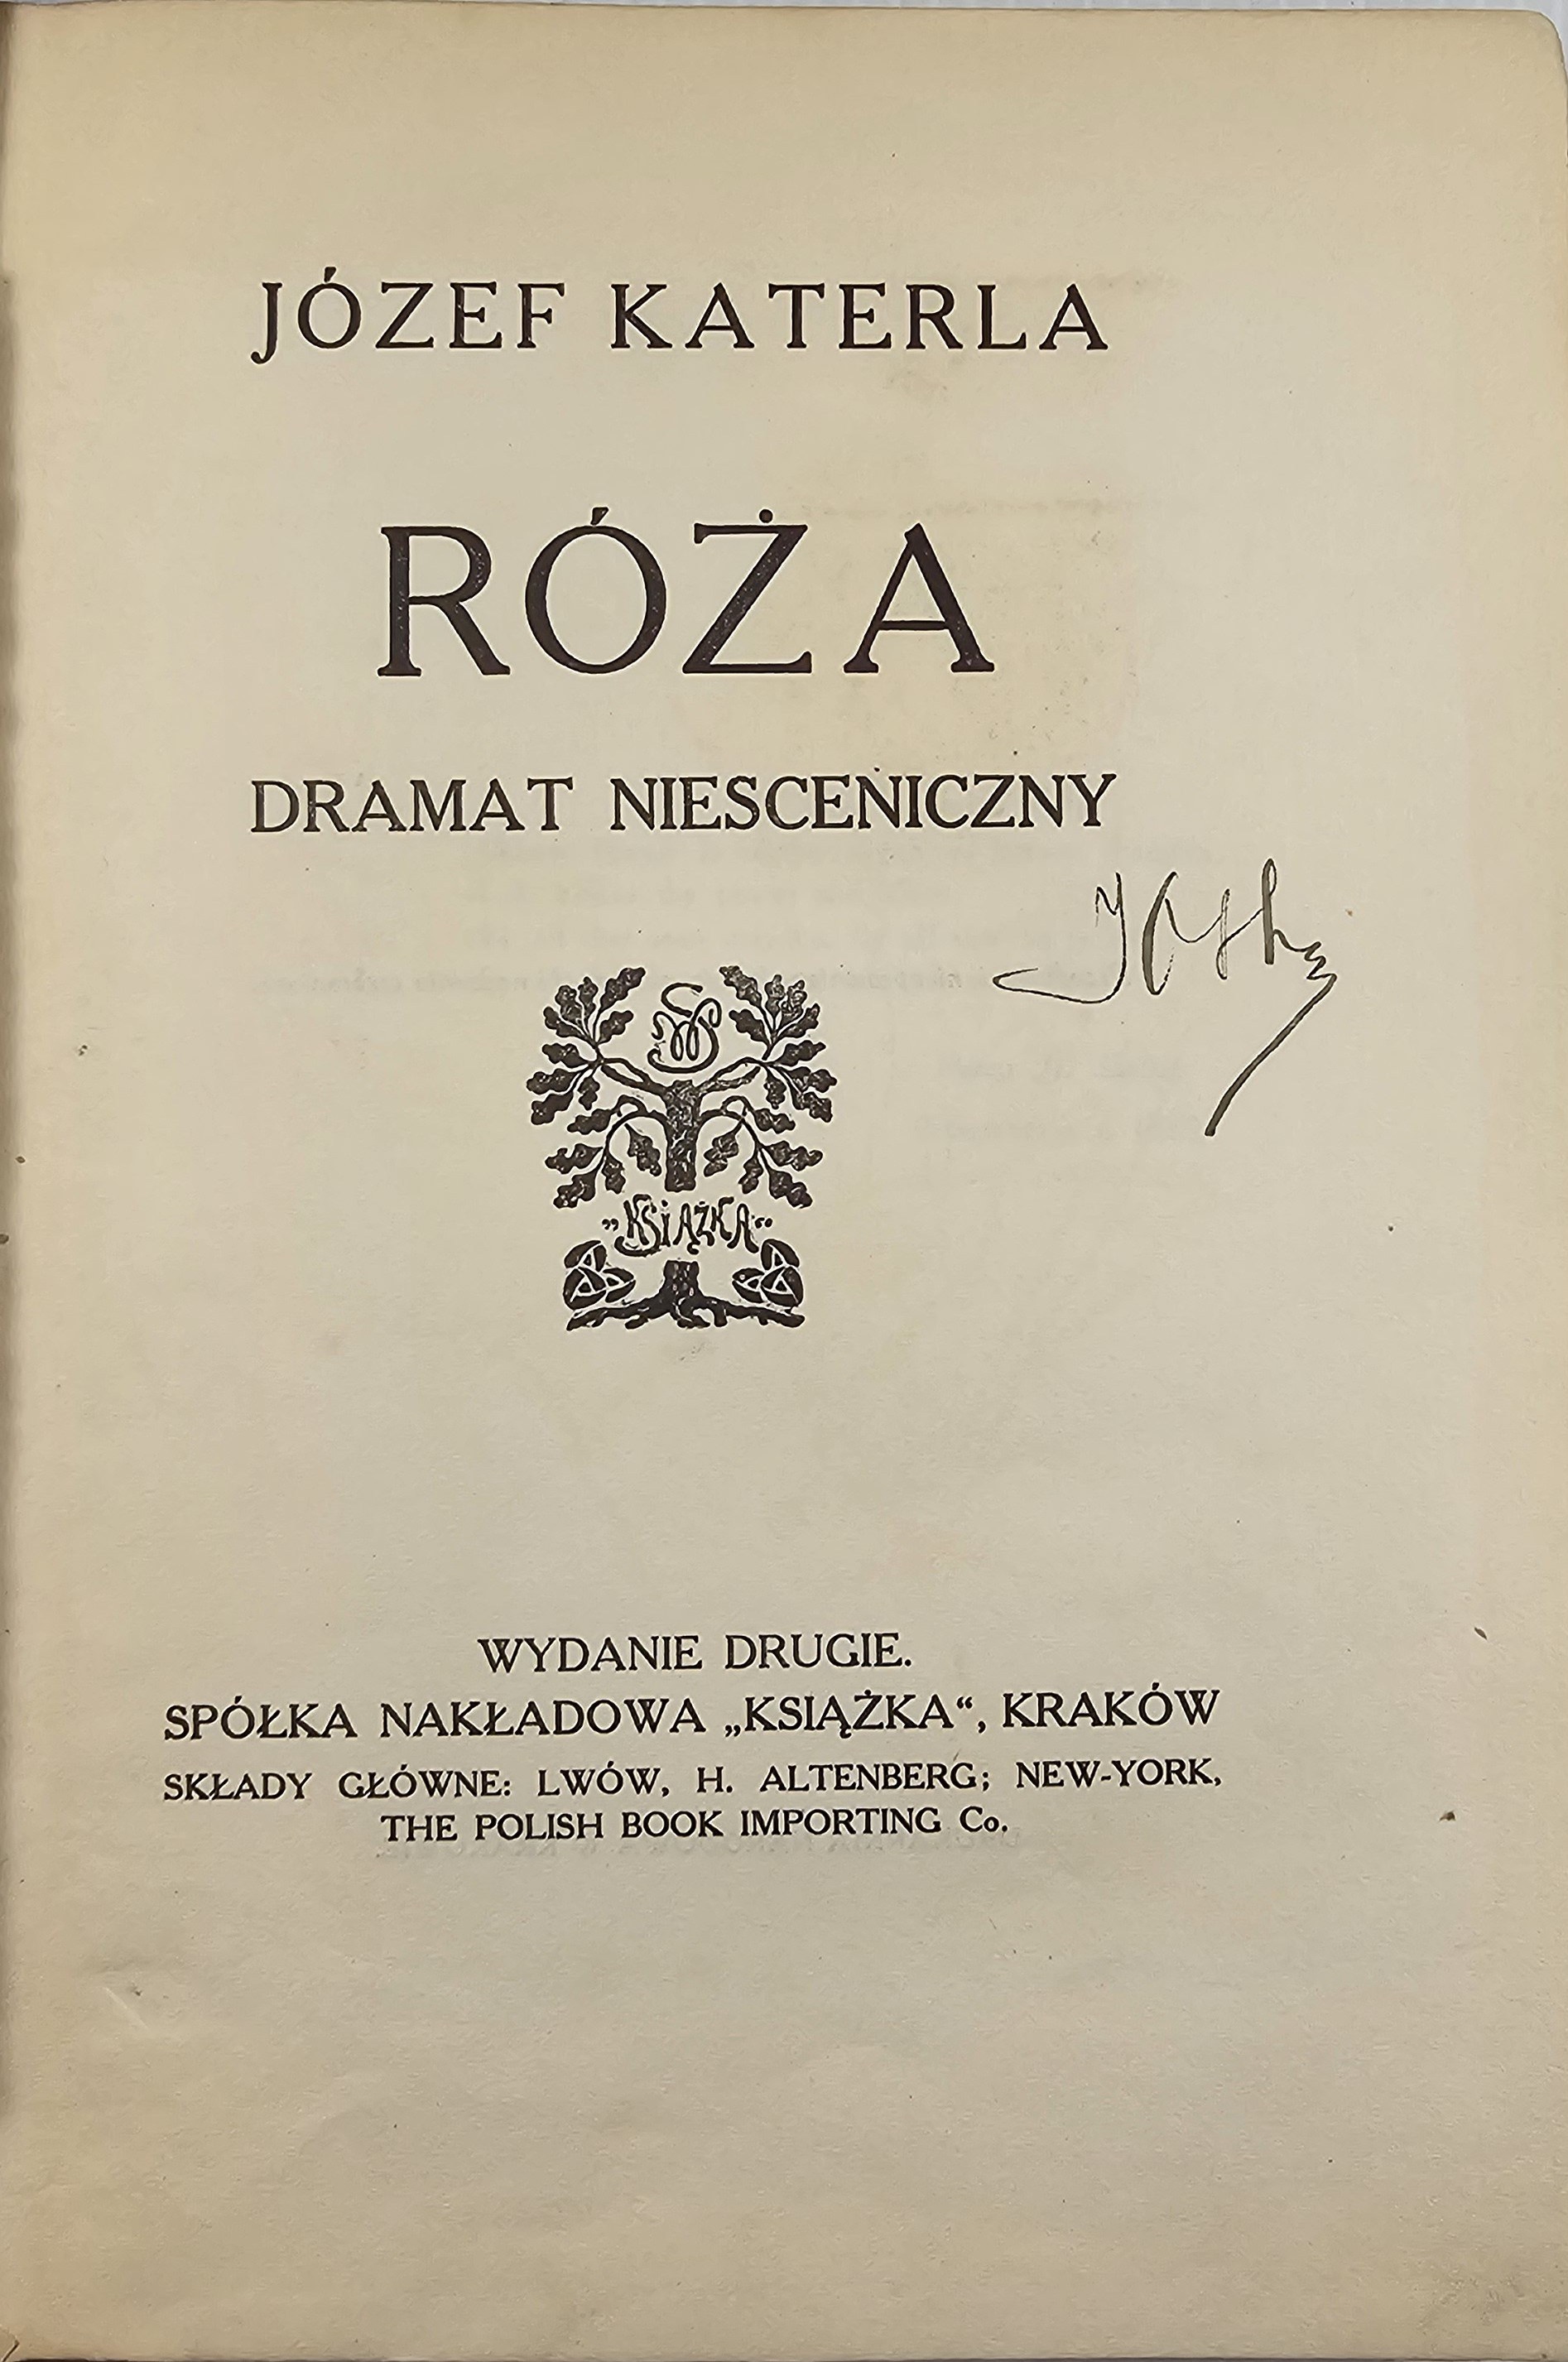 JÓZEF KATERLA
RÓŻA
DRAMAT NIESCENICZNY
SW
„KSIĄŻKA“
WYDANIE DRUGIE.
SPÓŁKA NAKŁADOWA „KSIĄŻKA“, KRAKÓW
SKŁADY GŁÓWNE: LWÓW, H. ALTENBERG; NEW-YORK,
THE POLISH BOOK IMPORTING Co.